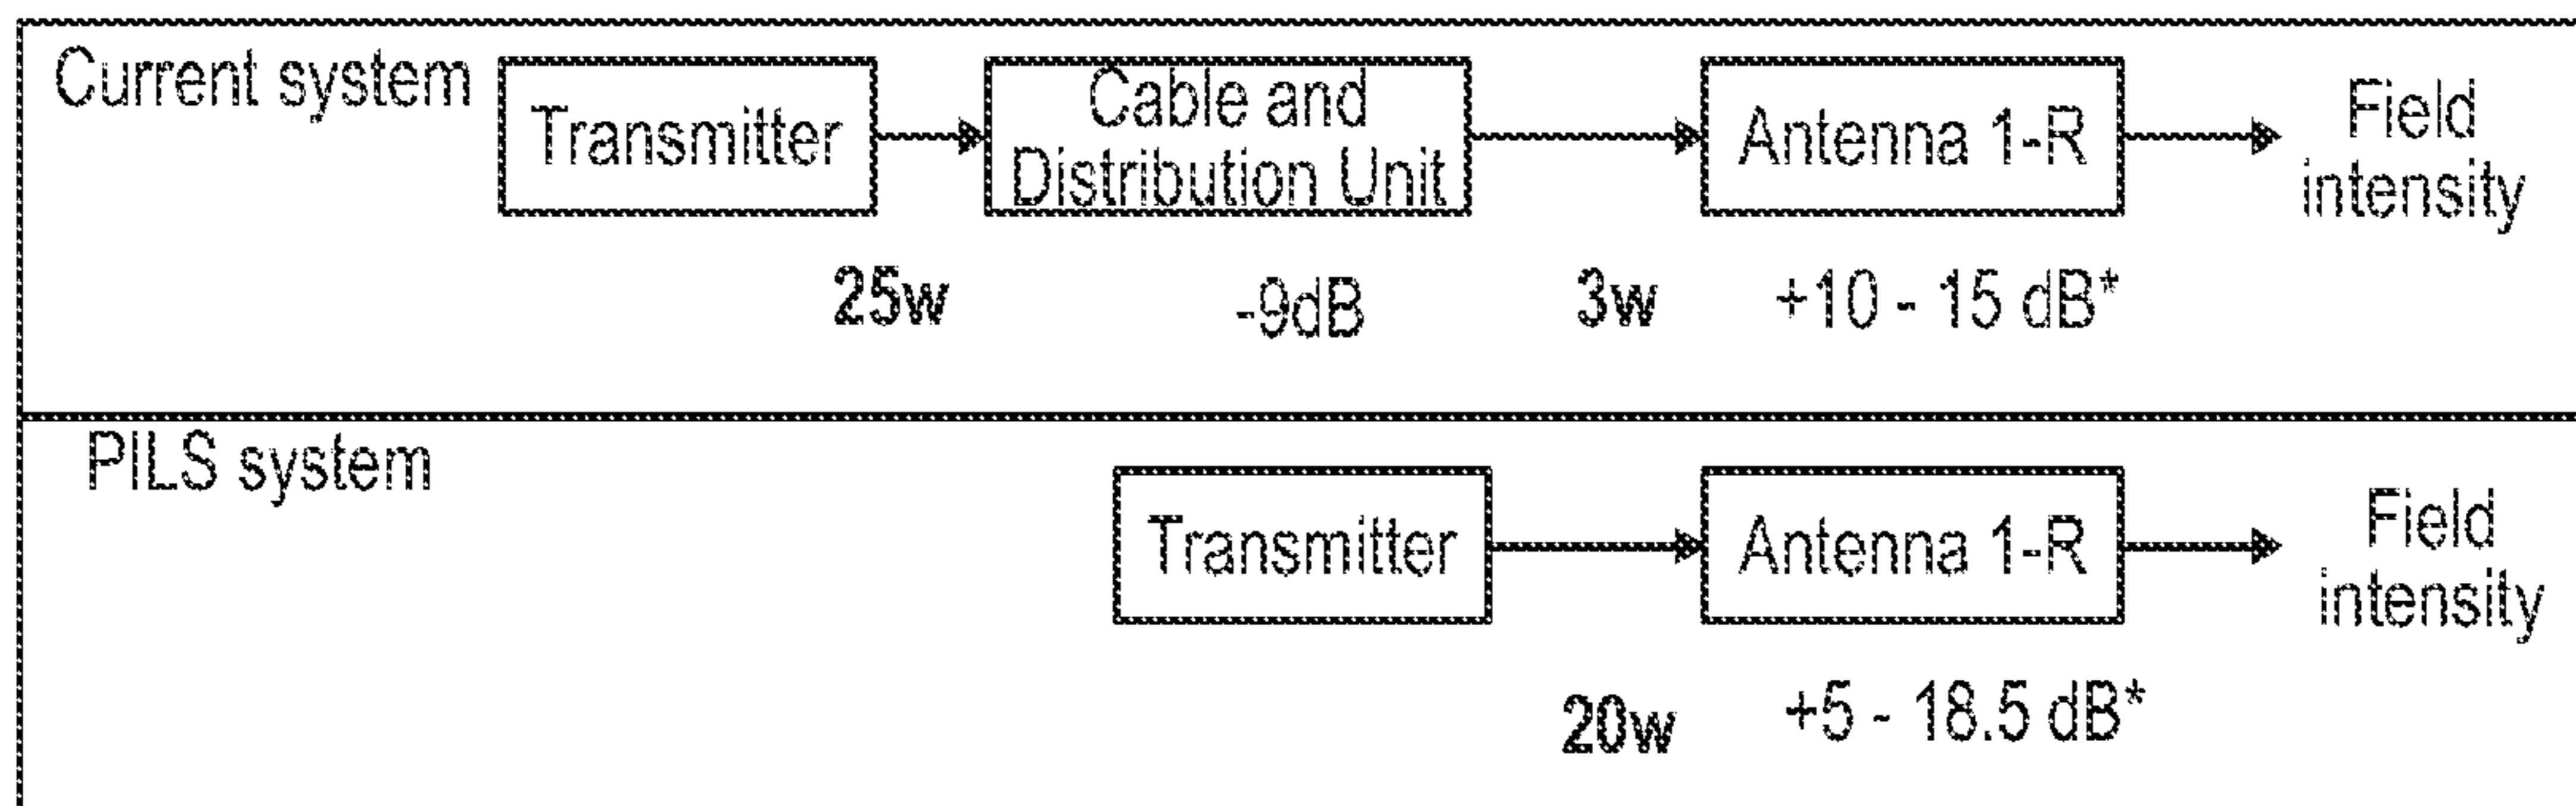 Current system
Transmitter
Cable and
Distribution Unit
Antenna 1-R
Field
intensity
25w
-9dB
3w
+10 - 15 dB*
PILS system
Transmitter
Antenna 1-R
Field
intensity
20w
+5 - 18.5 dB*